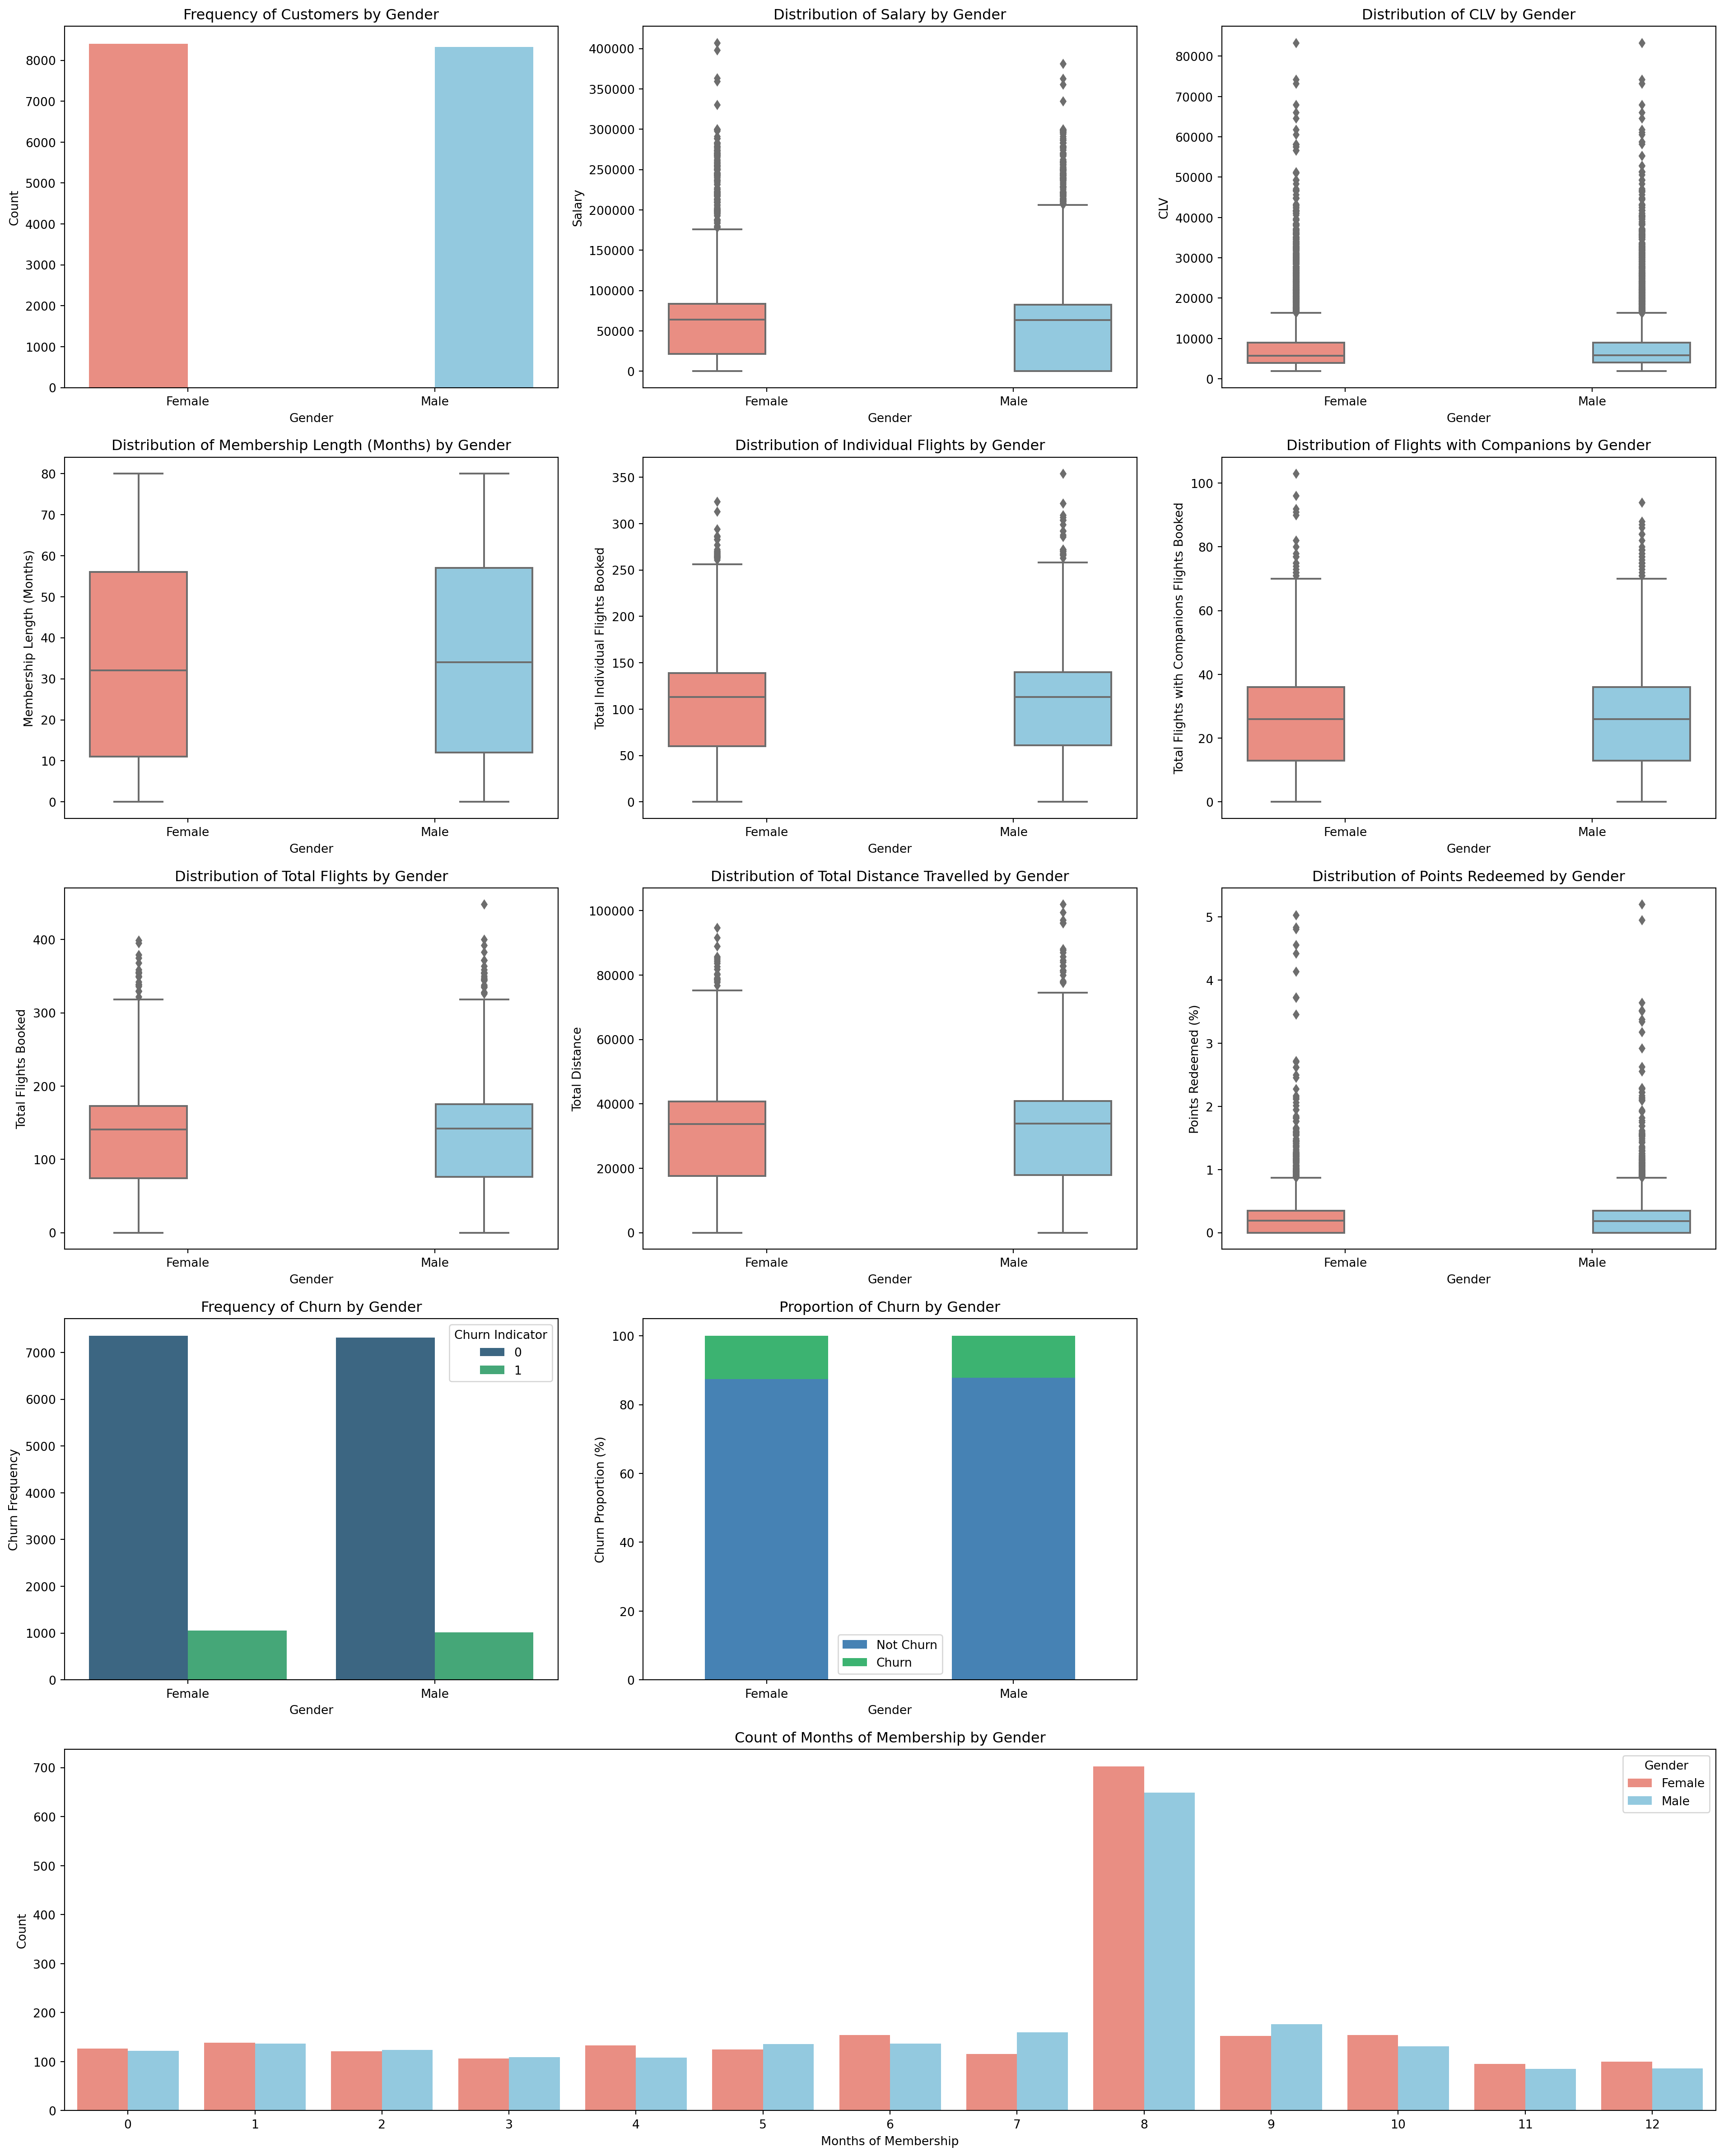 Frequency of Customers by Gender
Count
8000
7000
6000
5000
4000
3000
2000
1000
0
Female
Male
Gender
Distribution of Salary by Gender
Salary
400000
350000
300000
250000
200000
150000
100000
50000
0
Female
Male
Gender
Distribution of CLV by Gender
CLV
80000
70000
60000
50000
40000
30000
20000
10000
0
Female
Male
Gender
Distribution of Membership Length (Months) by Gender
Membership Length (Months)
80
70
60
50
40
30
20
10
0
Female
Male
Gender
Distribution of Individual Flights by Gender
Total Individual Flights Booked
350
300
250
200
150
100
50
0
Female
Male
Gender
Distribution of Flights with Companions by Gender
Total Flights with Companions Flights Booked
100
80
60
40
20
0
Female
Male
Gender
Distribution of Total Flights by Gender
Total Flights Booked
400
300
200
100
0
Female
Male
Gender
Distribution of Total Distance Travelled by Gender
Total Distance
100000
80000
60000
40000
20000
0
Female
Male
Gender
Distribution of Points Redeemed by Gender
Points Redeemed (%)
5
4
3
2
1
0
Female
Male
Gender
Frequency of Churn by Gender
Churn Frequency
7000
6000
5000
4000
3000
2000
1000
0
Churn Indicator
0
1
Female
Male
Gender
Proportion of Churn by Gender
Churn Proportion (%)
100
80
60
40
20
0
Not Churn
Churn
Female
Male
Gender
Count of Months of Membership by Gender
Count
700
600
500
400
300
200
100
0
Gender
Female
Male
0
1
2
3
4
5
6
7
8
9
10
11
12
Months of Membership